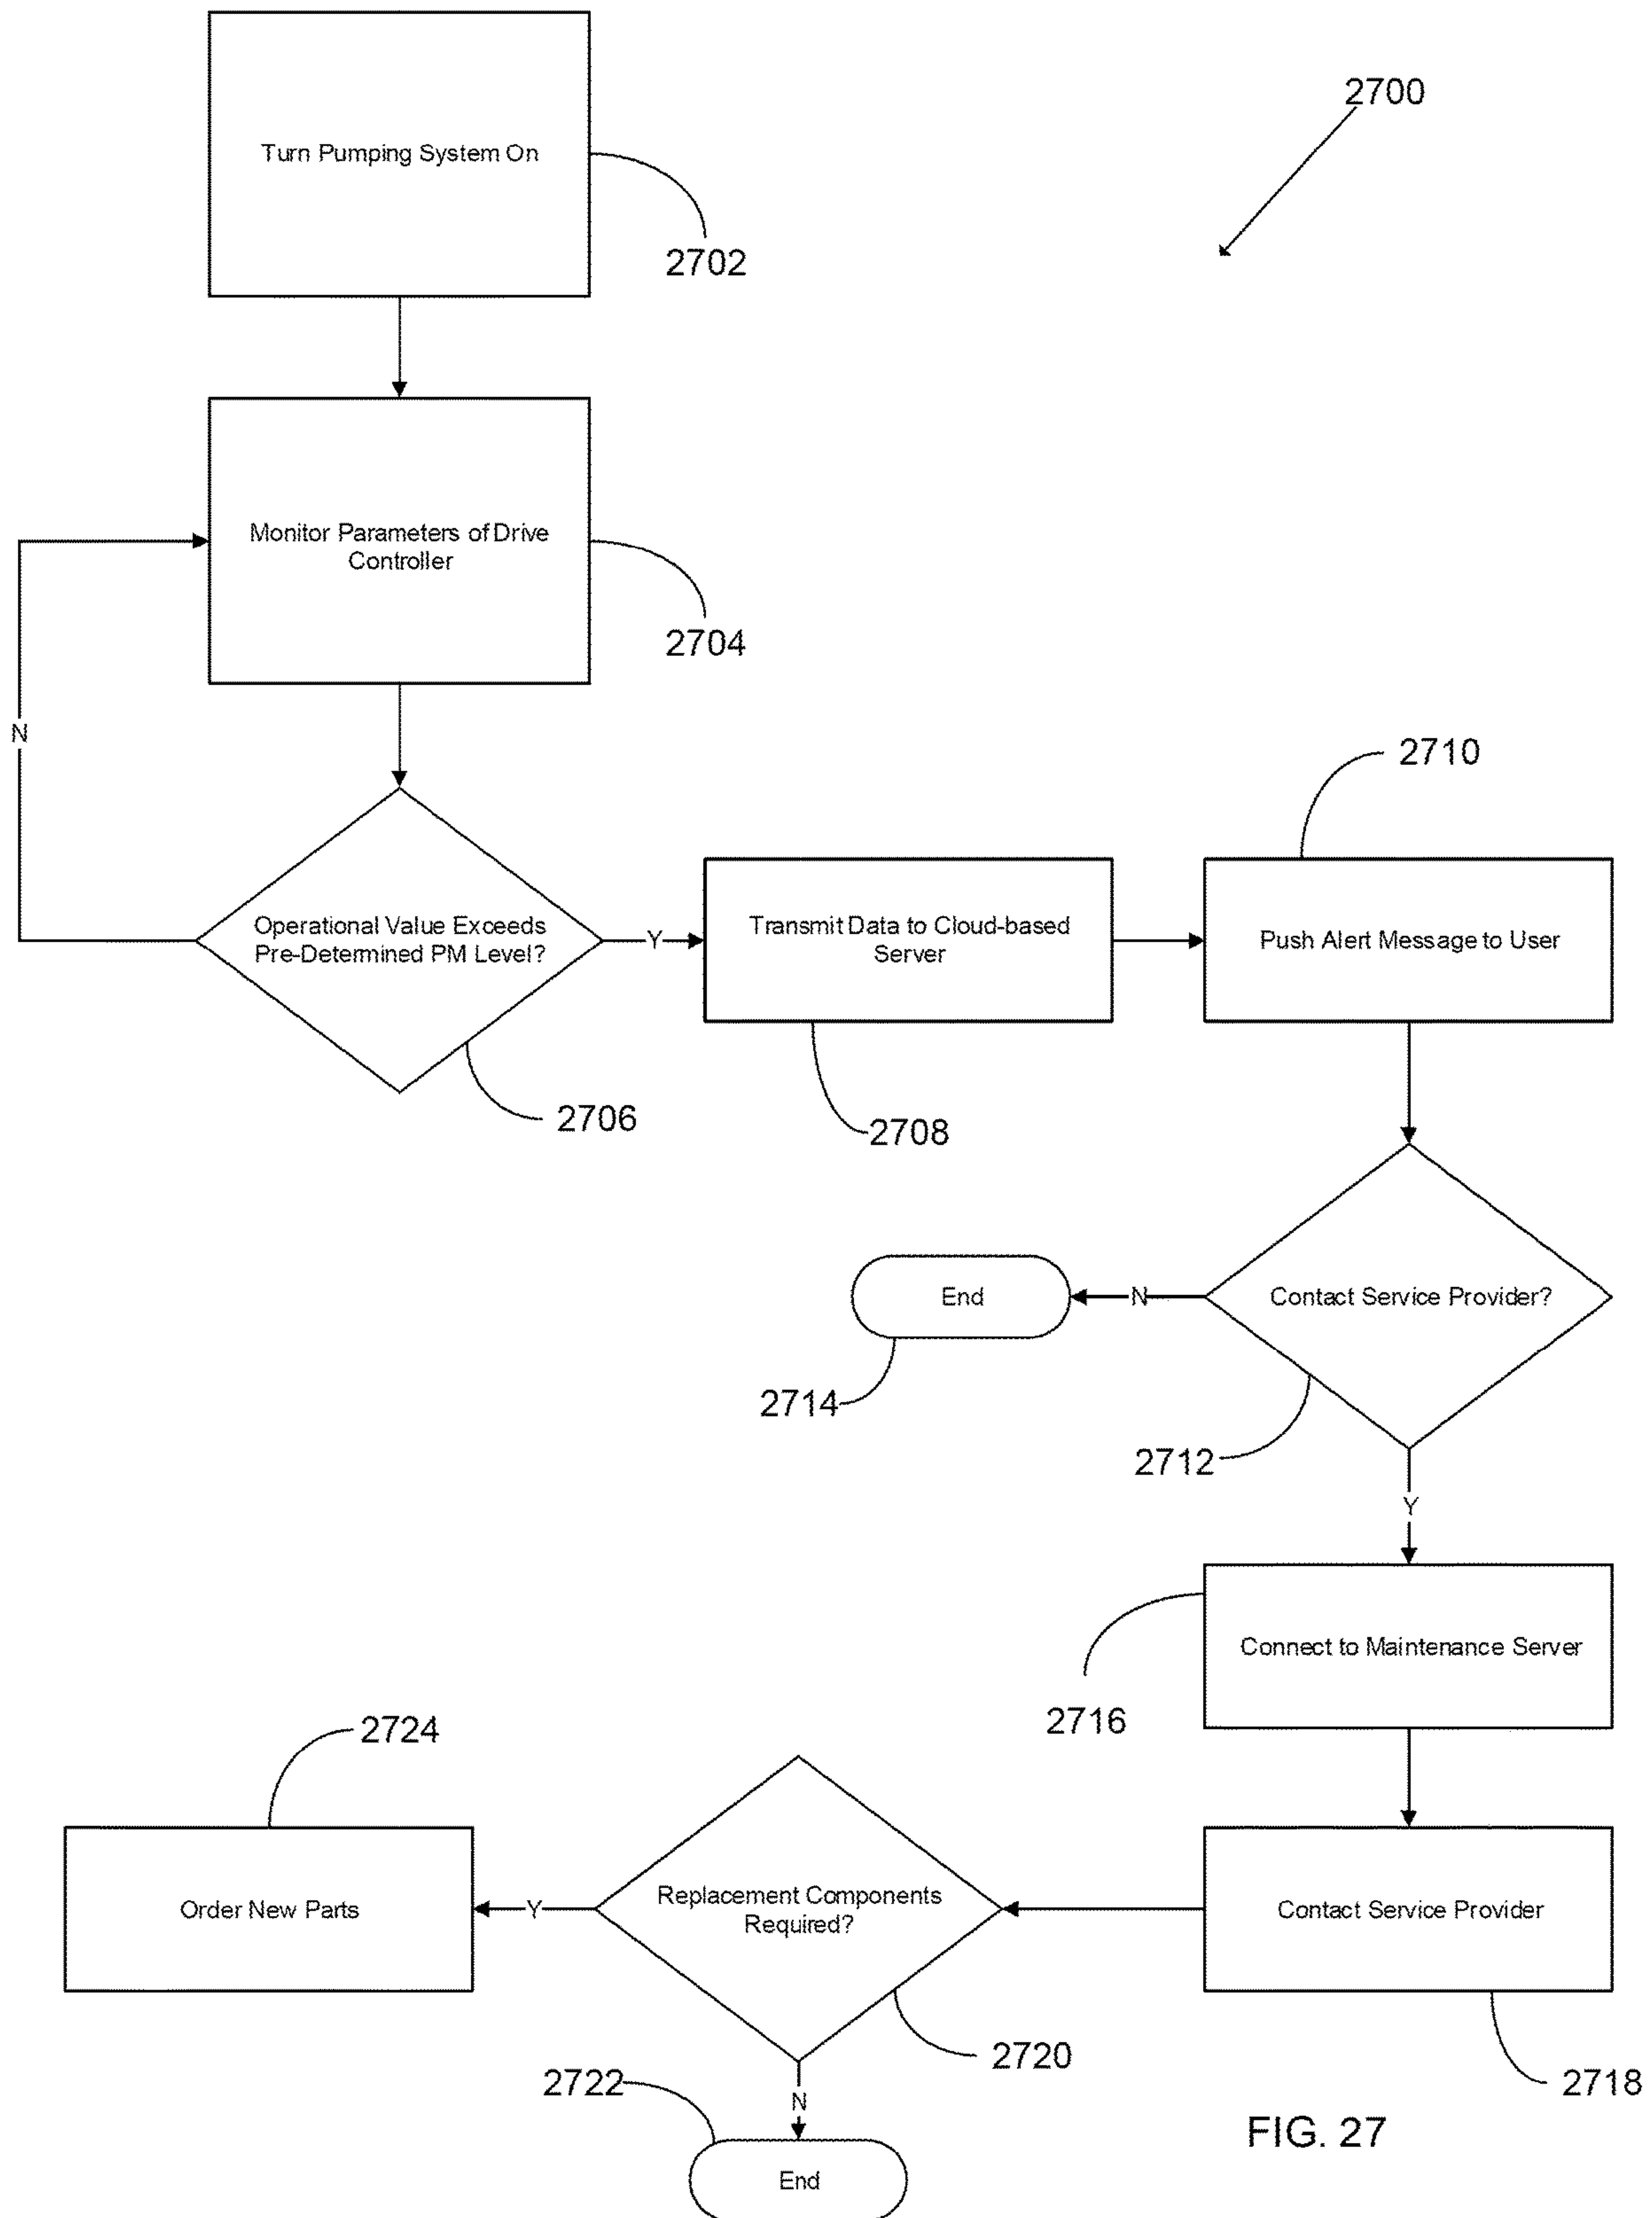 2700
Turn Pumping System On
2702
Monitor Parameters of Drive
Controller
2704
N
2710
Operational Value Exceeds
Pre-Determined PM Level?
Y
Transmit Data to Cloud-based
Server
Push Alert Message to User
2706
2708
End
N
Contact Service Provider?
2714
2712
Y
Connect to Maintenance Server
2716
2724
Order New Parts
Y
Replacement Components
Required?
Contact Service Provider
2720
2722
N
2718
FIG. 27
End